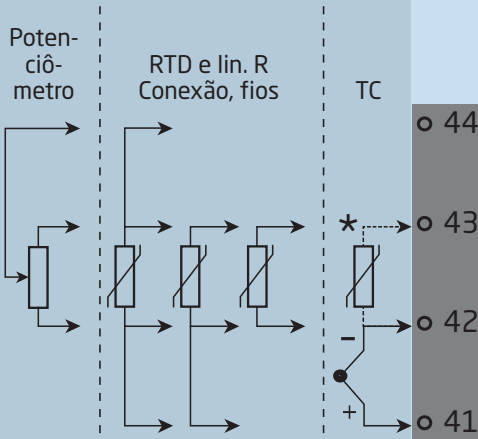 Poten-
ciô-
metro
RTD e lin. R
Conexão, fios
TC
44
* 43
42
-
+ 41